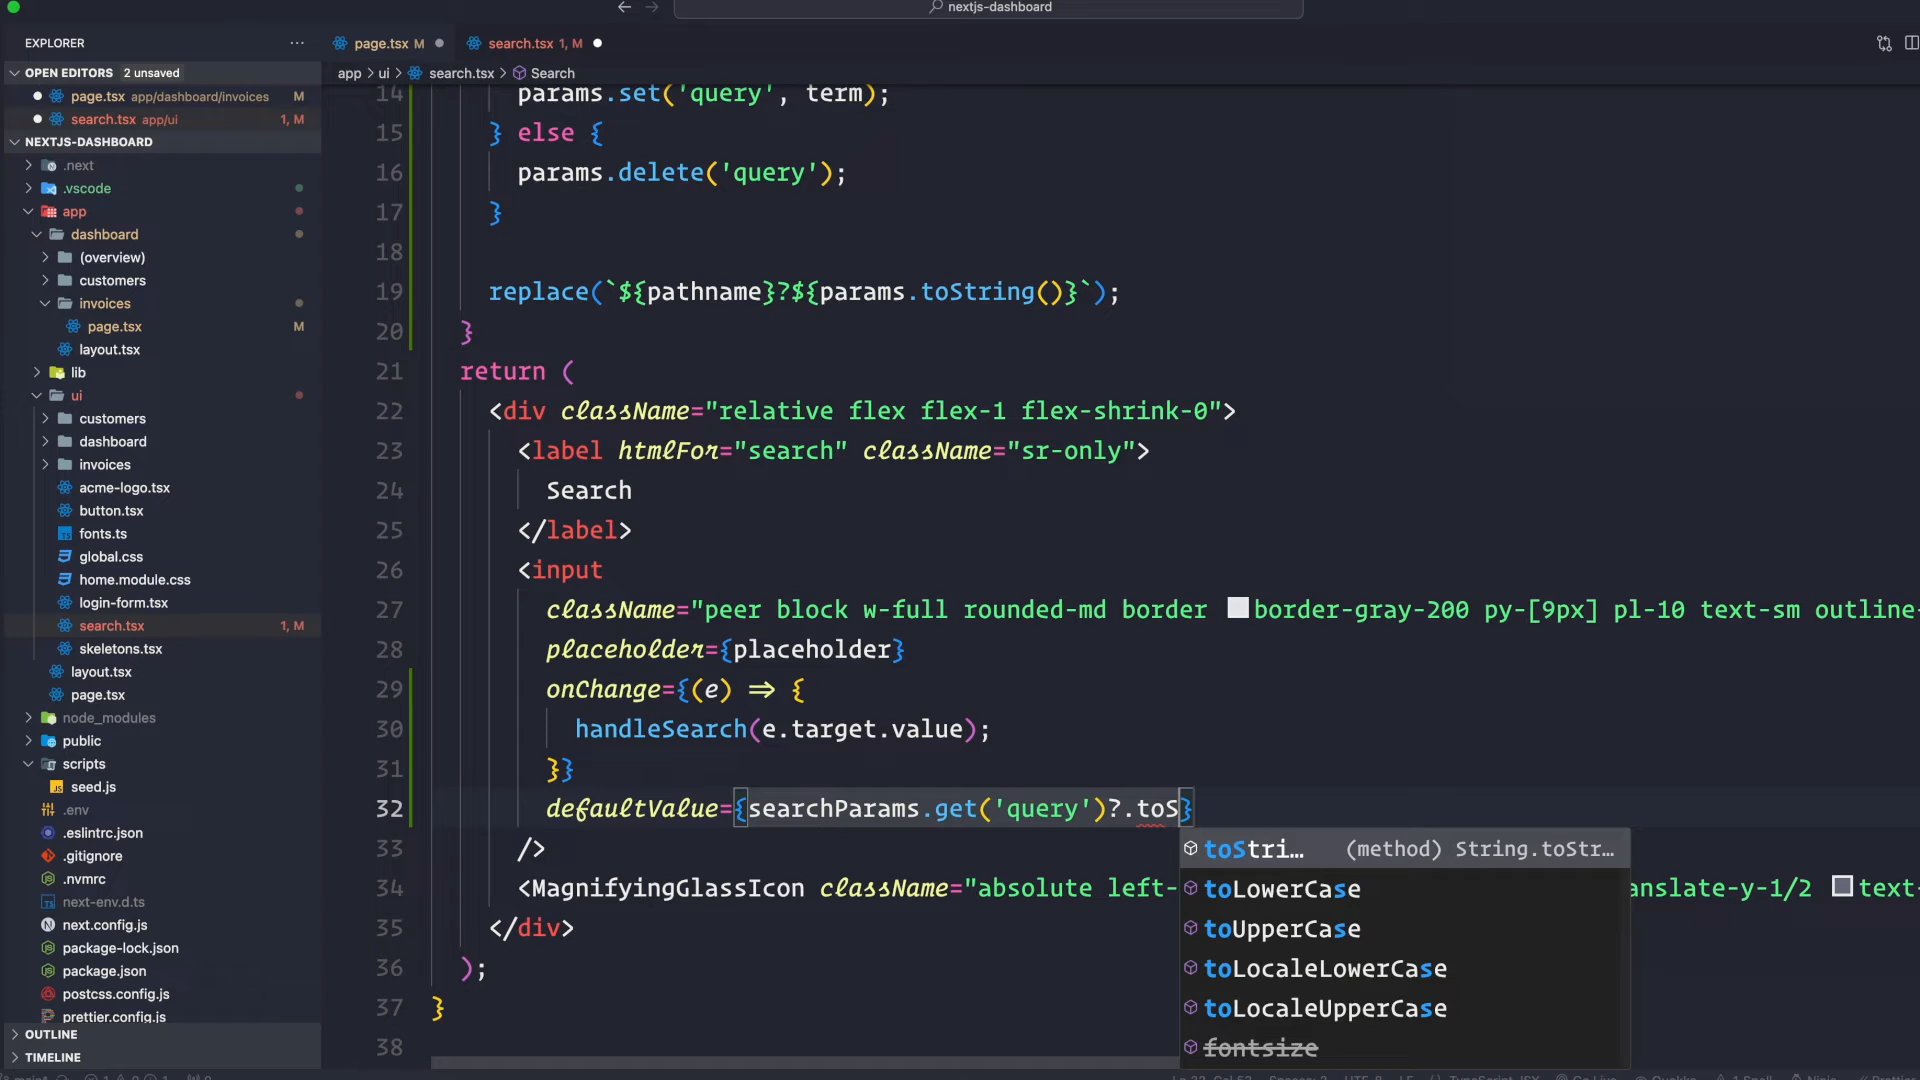 nextjs-dashboard
EXPLORER
page.tsx M
search.tsx 1, M
OPEN EDITORS 2 unsaved
app > ui > search.tsx > Search
page.tsx app/dashboard/invoices M
search.tsx app/ui 1, M
NEXTJS-DASHBOARD
.next
.vscode
app
dashboard
(overview)
customers
invoices
page.tsx M
layout.tsx
lib
ui
customers
dashboard
invoices
acme-logo.tsx
button.tsx
fonts.ts
global.css
home.module.css
login-form.tsx
search.tsx 1, M
skeletons.tsx
layout.tsx
page.tsx
node_modules
public
scripts
seed.js
.env
.eslintrc.json
.gitignore
.nvmrc
next-env.d.ts
next.config.js
package-lock.json
package.json
postcss.config.js
prettier.config.js
OUTLINE
TIMELINE
14 params.set('query', term);
15 } else {
16 params.delete('query');
17 }
18
19 replace(`${pathname}?${params.toString()}`);
20 }
21 return (
22 <div className="relative flex flex-1 flex-shrink-0">
23 <label htmlFor="search" className="sr-only">
24 Search
25 </label>
26 <input
27 className="peer block w-full rounded-md border border-gray-200 py-[9px] pl-10 text-sm outline-
28 placeholder={placeholder}
29 onChange={(e) => {
30 handleSearch(e.target.value);
31 }}
32 defaultValue={searchParams.get('query')?.toS}
33 />
toStri… (method) String.toStr…
34 <MagnifyingGlassIcon className="absolute left- anslate-y-1/2 text-
toLowerCase
35 </div>
toUpperCase
36 );
toLocaleLowerCase
37 }
toLocaleUpperCase
38
fontsize